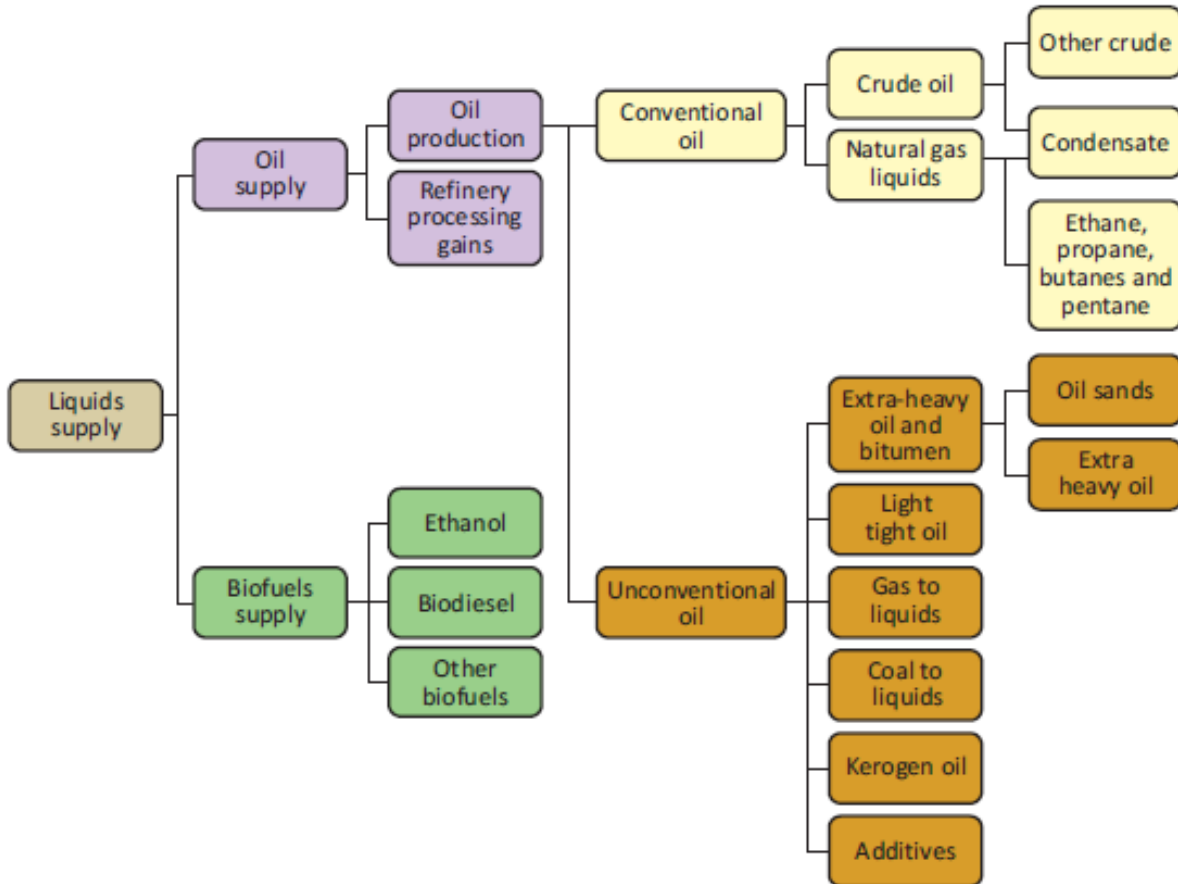 Liquids
supply
Oil
supply
Oil
production
Refinery
processing
gains
Conventional
oil
Crude oil
Other crude
Natural gas
liquids
Condensate
Ethane,
propane,
butanes and
pentane
Unconventional
oil
Extra-heavy
oil and
bitumen
Oil sands
Extra
heavy oil
Light
tight oil
Gas to
liquids
Coal to
liquids
Kerogen oil
Additives
Biofuels
supply
Ethanol
Biodiesel
Other
biofuels